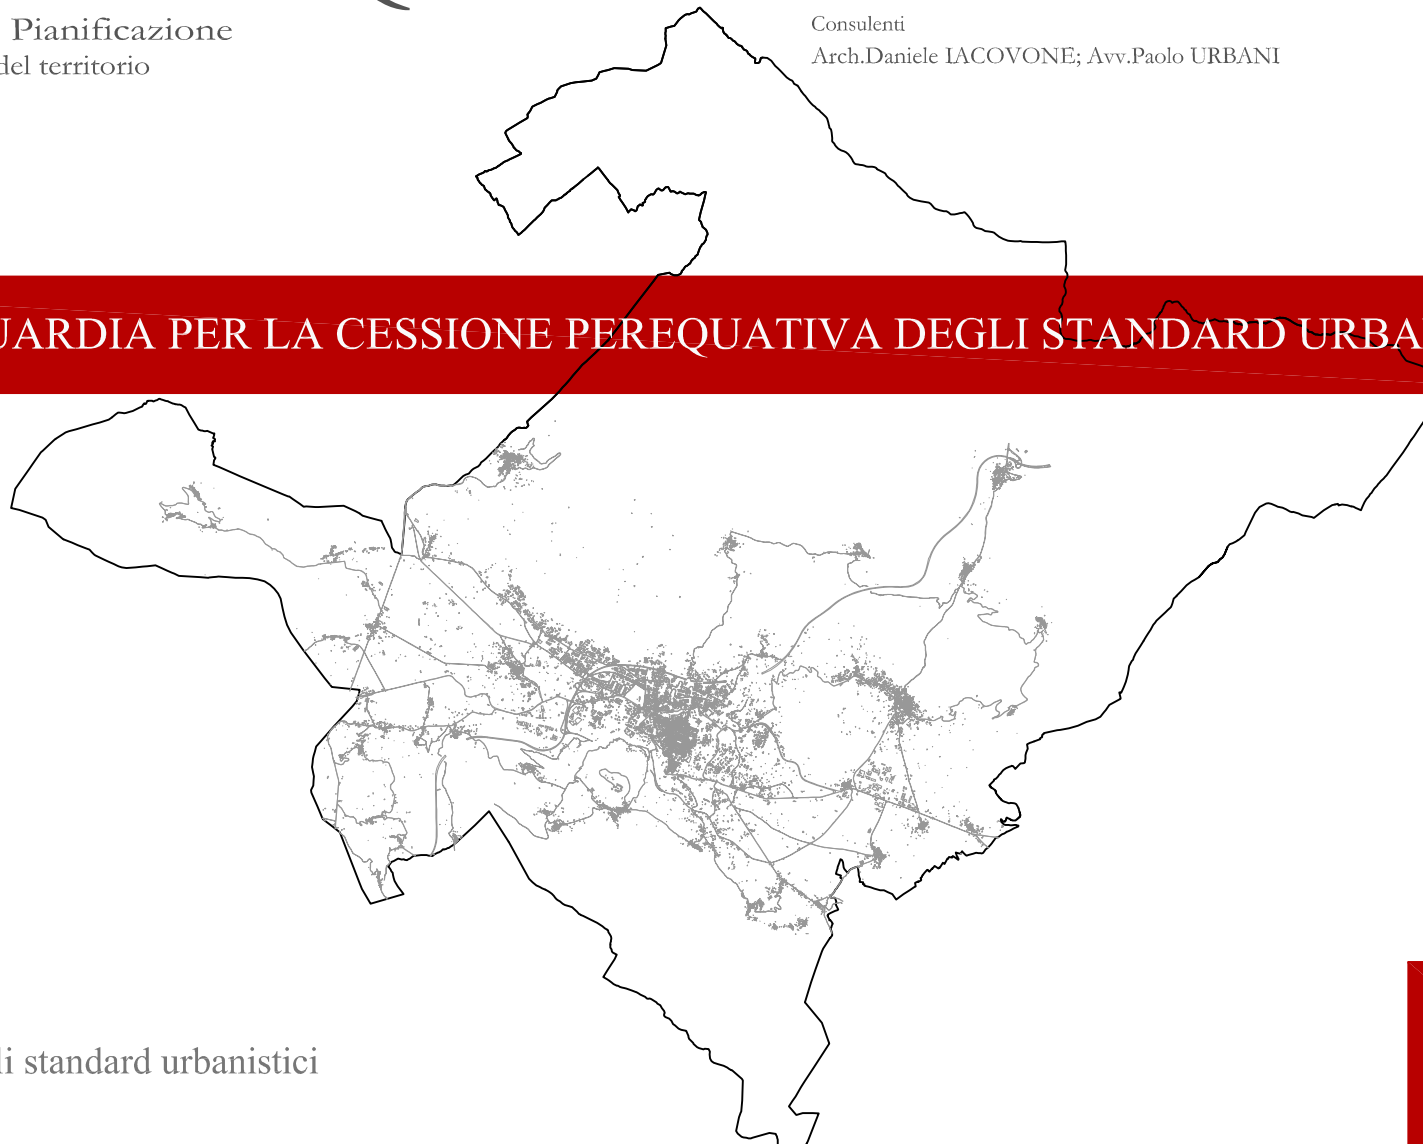 Pianificazione
del territorio
Consulenti
Arch.Daniele IACOVONE; Avv.Paolo URBANI
UARDIA PER LA CESSIONE PEREQUATIVA DEGLI STANDARD URBA
li standard urbanistici